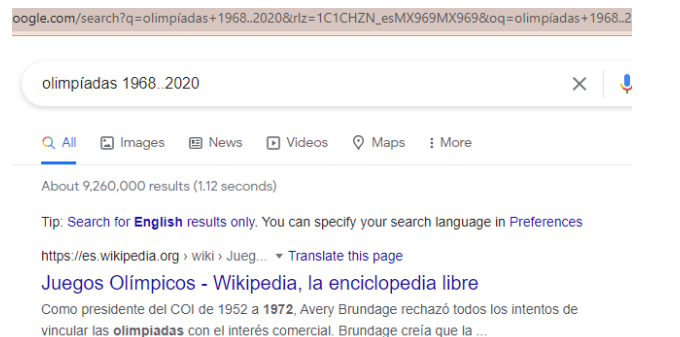 oogle.com/search?q=olimpíadas+1968..2020&rlz=1C1CHZN_esMX969MX969&oq=olimpíadas+1968..2
olimpíadas 1968..2020
All Images News Videos Maps More
About 9,260,000 results (1.12 seconds)
Tip: Search for English results only. You can specify your search language in Preferences
https://es.wikipedia.org › wiki › Jueg... Translate this page
Juegos Olímpicos - Wikipedia, la enciclopedia libre
Como presidente del COI de 1952 a 1972, Avery Brundage rechazó todos los intentos de
vincular las olimpiadas con el interés comercial. Brundage creía que la ...